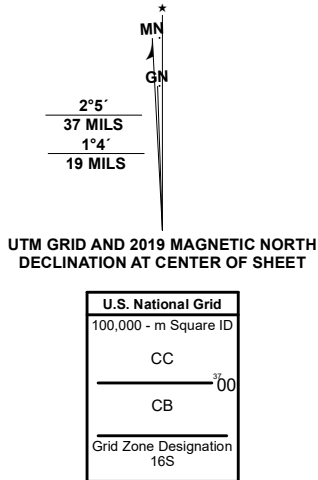 MN
GN
2°5´
37 MILS
1°4´
19 MILS
UTM GRID AND 2019 MAGNETIC NORTH
DECLINATION AT CENTER OF SHEET
U.S. National Grid
100,000 - m Square ID
CC
3700
CB
Grid Zone Designation
16S